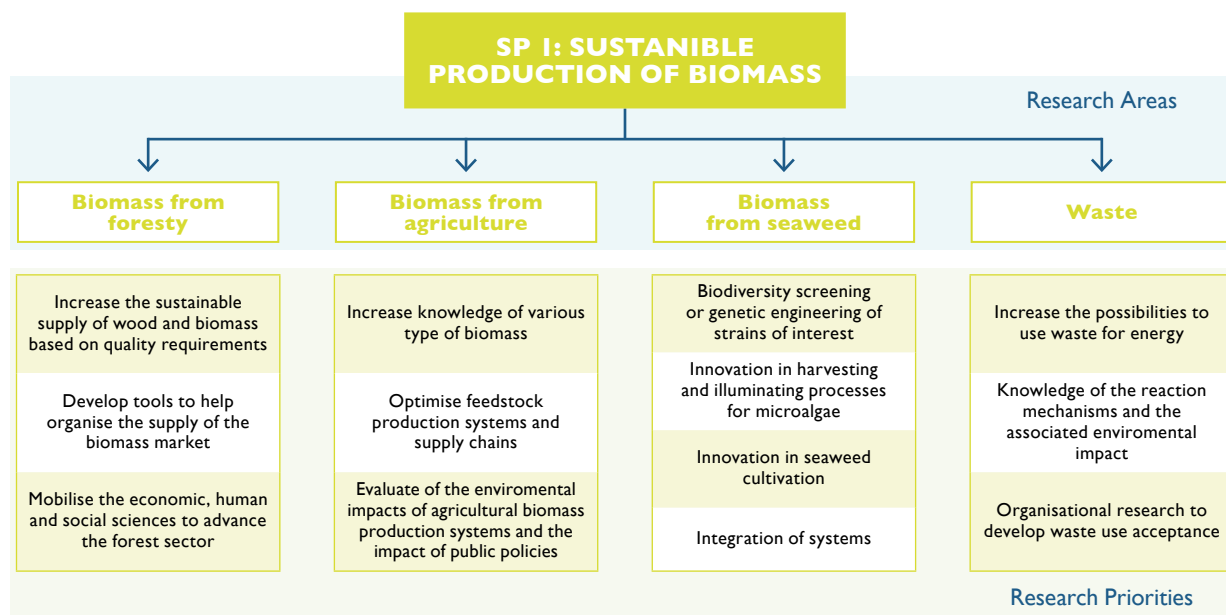 SP 1: SUSTANIBLE
PRODUCTION OF BIOMASS
Research Areas
Biomass from
foresty
Biomass from
agriculture
Biomass
from seaweed
Waste
Increase the sustainable
supply of wood and biomass
based on quality requirements
Develop tools to help
organise the supply of the
biomass market
Mobilise the economic, human
and social sciences to advance
the forest sector
Increase knowledge of various
type of biomass
Optimise feedstock
production systems and
supply chains
Evaluate of the enviromental
impacts of agricultural biomass
production systems and the
impact of public policies
Biodiversity screening
or genetic engineering of
strains of interest
Innovation in harvesting
and illuminating processes
for microalgae
Innovation in seaweed
cultivation
Integration of systems
Increase the possibilities to
use waste for energy
Knowledge of the reaction
mechanisms and the
associated enviromental
impact
Organisational research to
develop waste use acceptance
Research Priorities